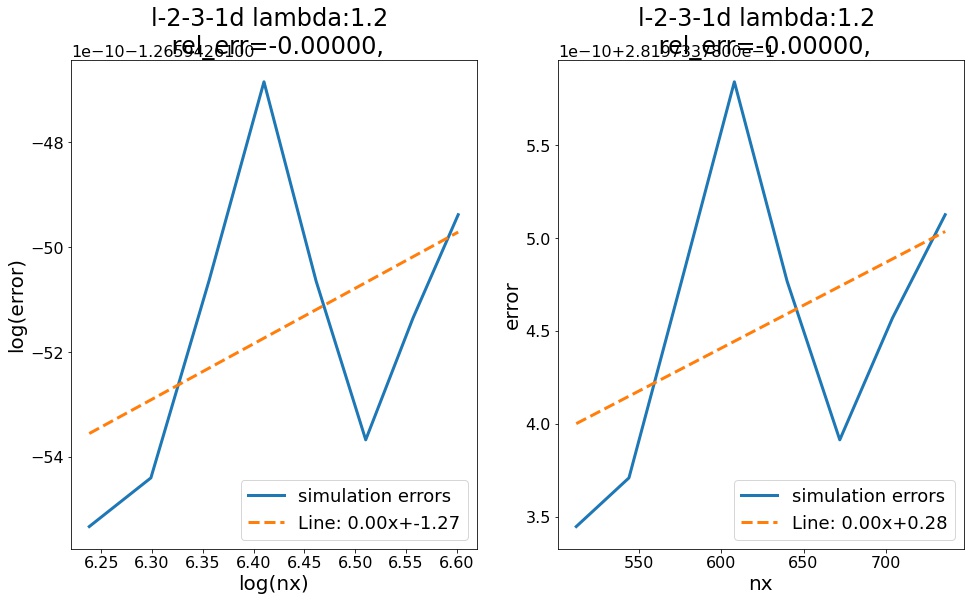 l-2-3-1d lambda:1.2
rel_err=-0.00000,
1e−10−1.2659426100
−48
−50
−52
−54
log(error)
6.25 6.30 6.35 6.40 6.45 6.50 6.55 6.60
log(nx)
simulation errors
Line: 0.00x+-1.27
l-2-3-1d lambda:1.2
rel_err=-0.00000,
1e−10+2.8197337800e−1
5.5
5.0
4.5
4.0
3.5
error
550 600 650 700
nx
simulation errors
Line: 0.00x+0.28